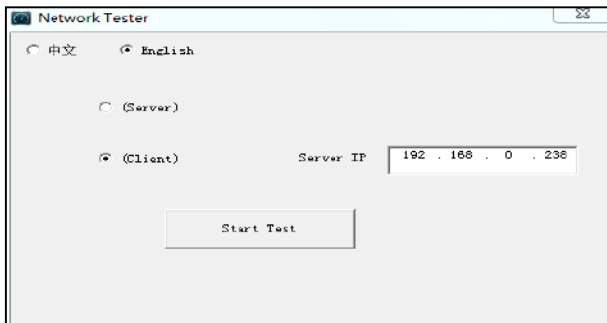 Network Tester
中文 English
(Server)
(Client) Server IP 192 . 168 . 0 . 238
Start Test